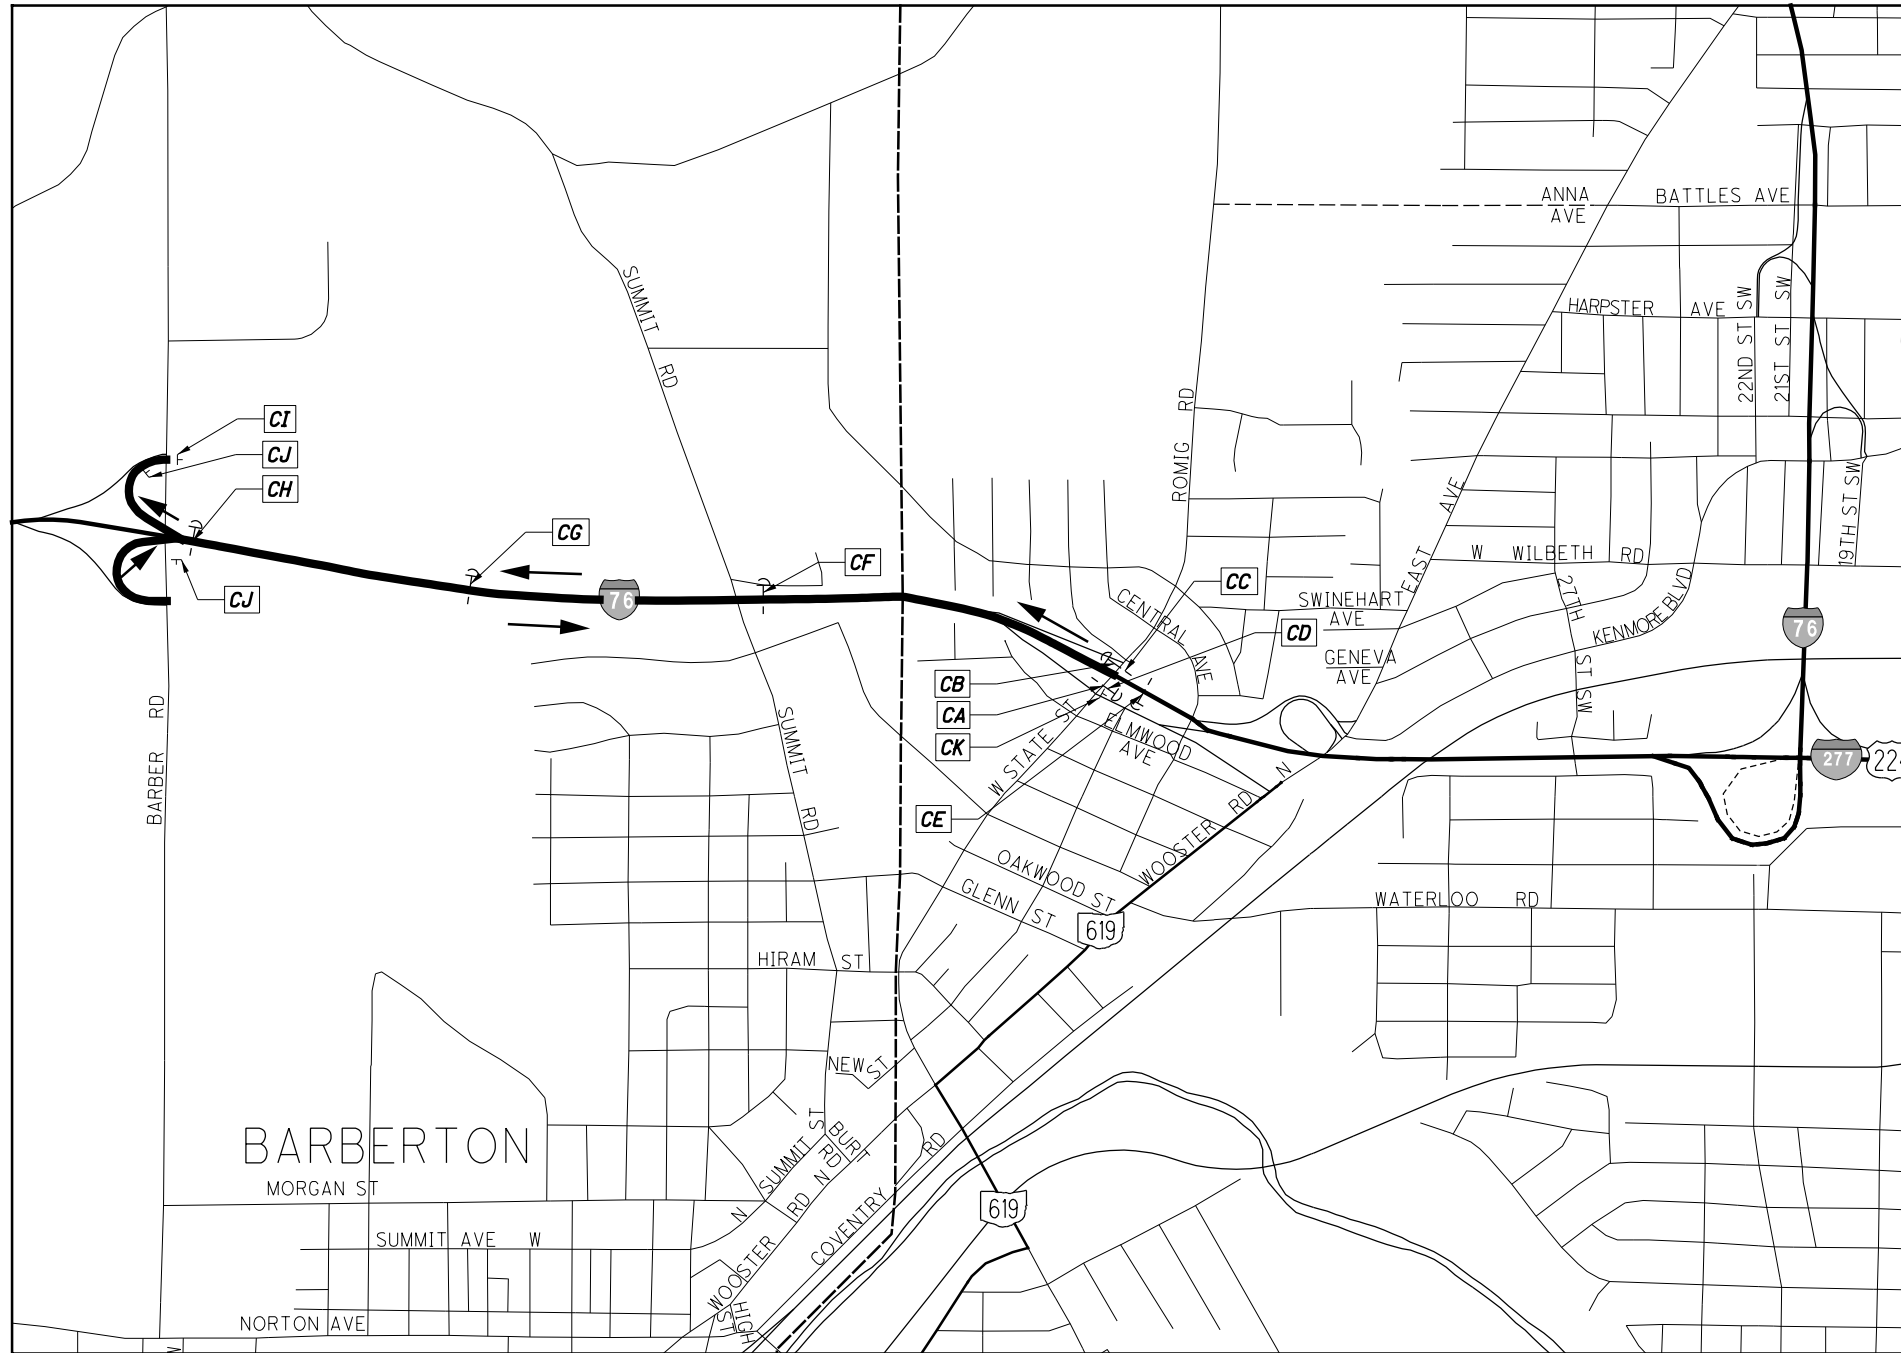 ANNA
AVE
BATTLES AVE
SUMMIT
RD
HARPSTER AVE
22ND ST SW
21ST ST SW
ROMIG RD
CI
CJ
CH
CG
CF
CJ
76
EAST AVE
W WILBETH RD
19TH ST SW
CC
CENTRAL AVE
SWINEHART
AVE
27TH ST SW
KENMORE BLVD
76
CD
GENEVA
AVE
CB
CA
CK
ELMWOOD
AVE
W STATE ST
CE
BARBER RD
SUMMIT RD
277
WOOSTER RD N
OAKWOOD ST
GLENN ST
619
WATERLOO RD
HIRAM ST
NEW ST
BARBERTON
MORGAN ST
SUMMIT ST
BURT
RD
N
WOOSTER RD N
COVENTRY RD
619
SUMMIT AVE W
NORTON AVE
HIGH
ST